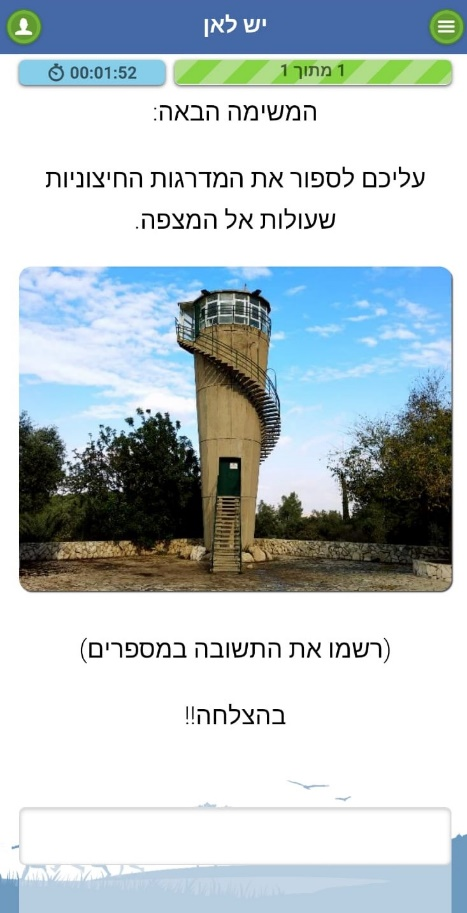 יש לאן
00:01:52
1 מתוך 1
המשימה הבאה:
עליכם לספור את המדרגות החיצוניות
שעולות אל המצפה.
(רשמו את התשובה במספרים)
בהצלחה!!